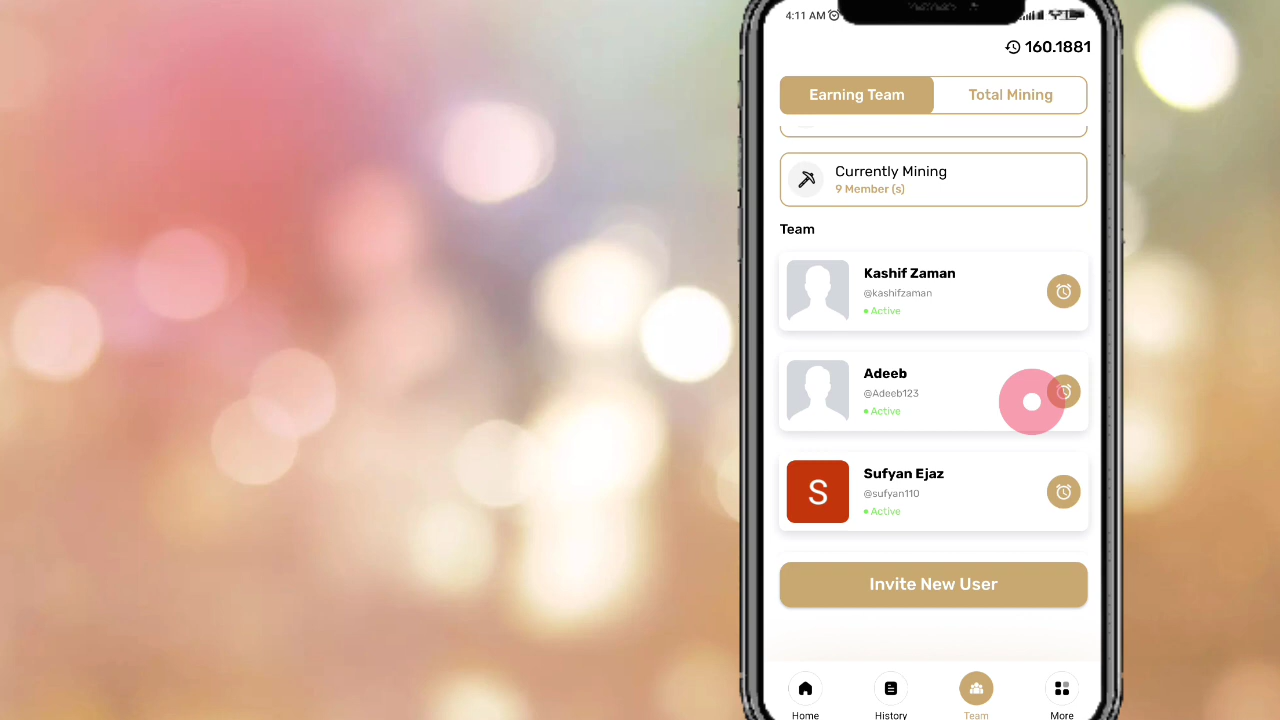 4:11 AM
160.1881
Earning Team
Total Mining
Currently Mining
9 Member (s)
Team
Kashif Zaman
@kashifzaman
Active
Adeeb
@Adeeb123
Active
S
Sufyan Ejaz
@sufyan110
Active
Invite New User
Home
History
Team
More